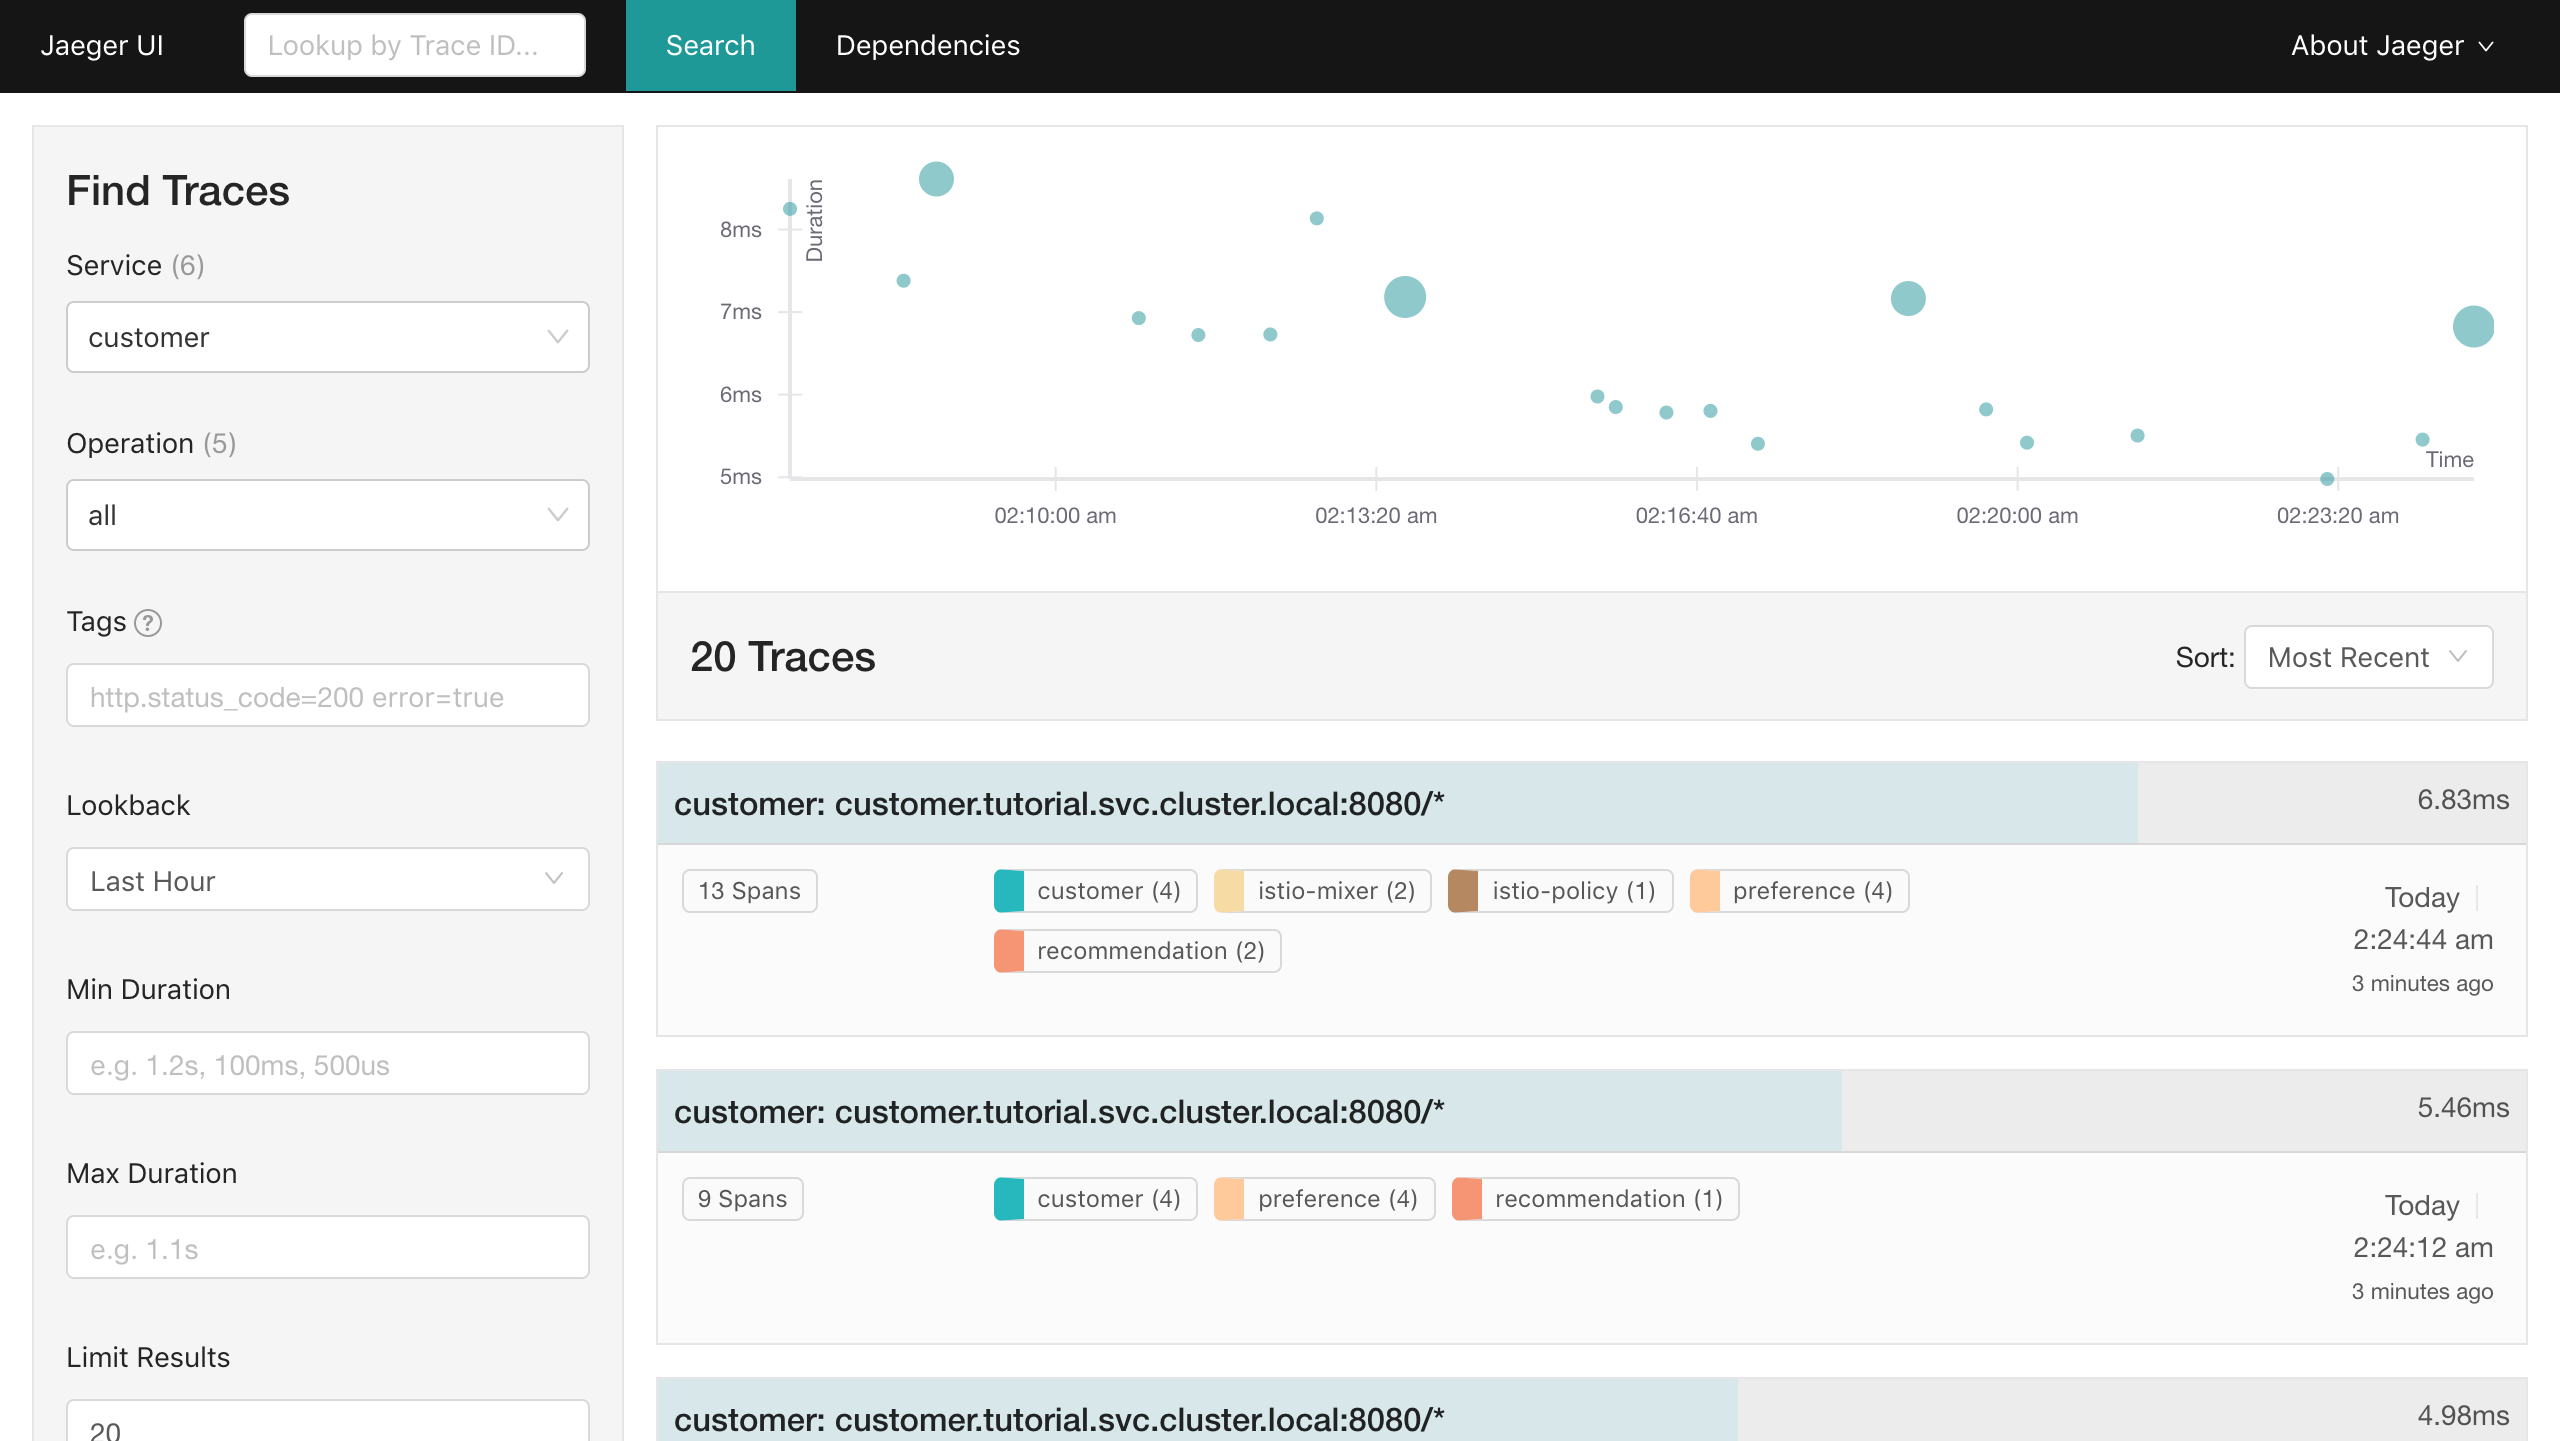 Jaeger UI
Lookup by Trace ID...
Search
Dependencies
About Jaeger
Find Traces
Service (6)
customer
Operation (5)
all
Tags ?
http.status_code=200 error=true
Lookback
Last Hour
Min Duration
e.g. 1.2s, 100ms, 500us
Max Duration
e.g. 1.1s
Limit Results
20
Duration
8ms
7ms
6ms
5ms
Time
02:10:00 am
02:13:20 am
02:16:40 am
02:20:00 am
02:23:20 am
20 Traces
Sort: Most Recent
customer: customer.tutorial.svc.cluster.local:8080/*
6.83ms
13 Spans
customer (4)
istio-mixer (2)
istio-policy (1)
preference (4)
recommendation (2)
Today
2:24:44 am
3 minutes ago
customer: customer.tutorial.svc.cluster.local:8080/*
5.46ms
9 Spans
customer (4)
preference (4)
recommendation (1)
Today
2:24:12 am
3 minutes ago
customer: customer.tutorial.svc.cluster.local:8080/*
4.98ms